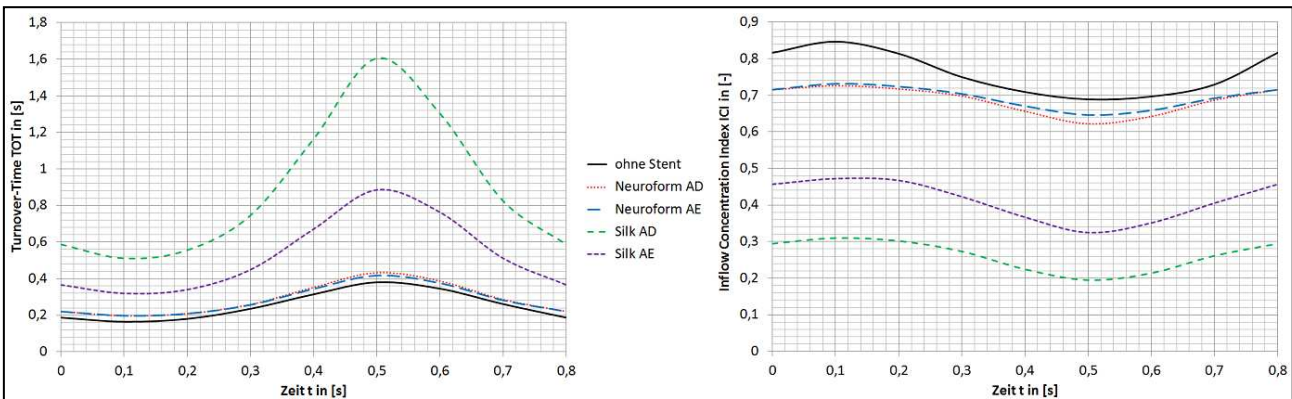 Turnover-Time TOT in [s]
1,8
1,6
1,4
1,2
1
0,8
0,6
0,4
0,2
0
0 0,1 0,2 0,3 0,4 0,5 0,6 0,7 0,8
Zeit t in [s]
ohne Stent
Neuroform AD
Neuroform AE
Silk AD
Silk AE
Inflow Concentration Index ICI in [-]
0,9
0,8
0,7
0,6
0,5
0,4
0,3
0,2
0,1
0
0 0,1 0,2 0,3 0,4 0,5 0,6 0,7 0,8
Zeit t in [s]